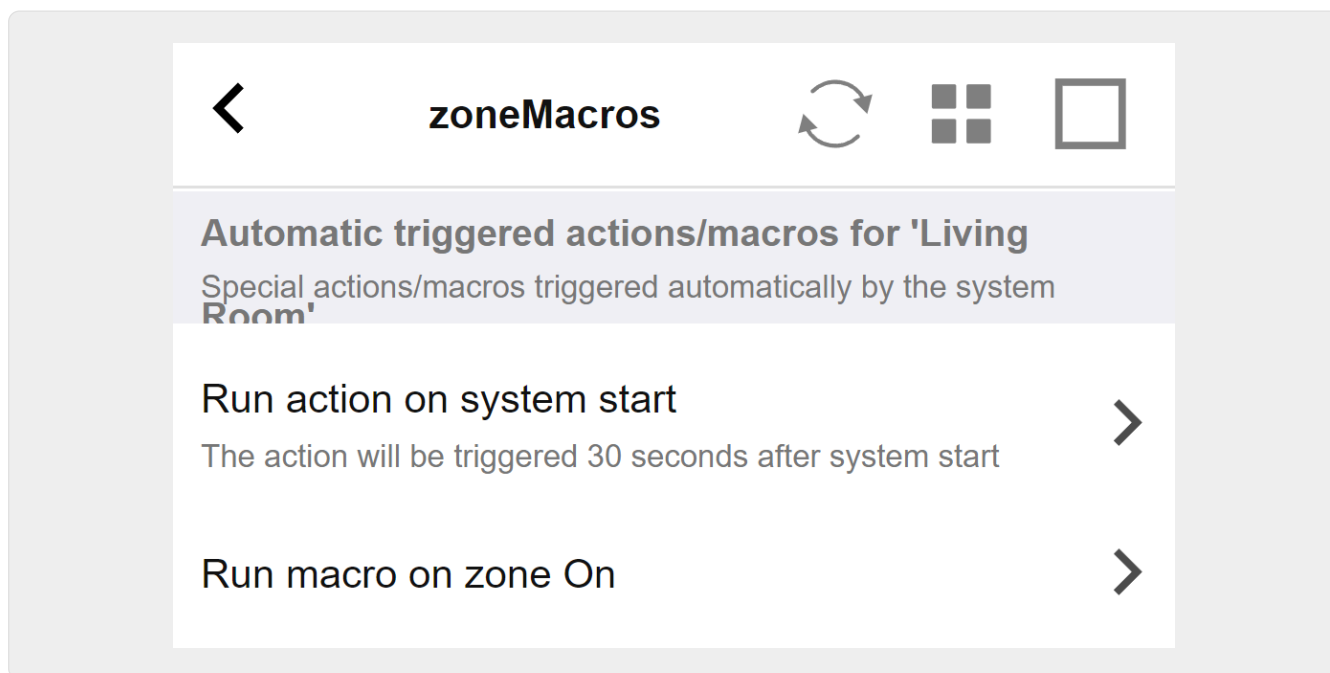 zoneMacros
Automatic triggered actions/macros for 'Living
Special actions/macros triggered automatically by the system
Room'
Run action on system start
The action will be triggered 30 seconds after system start
Run macro on zone On